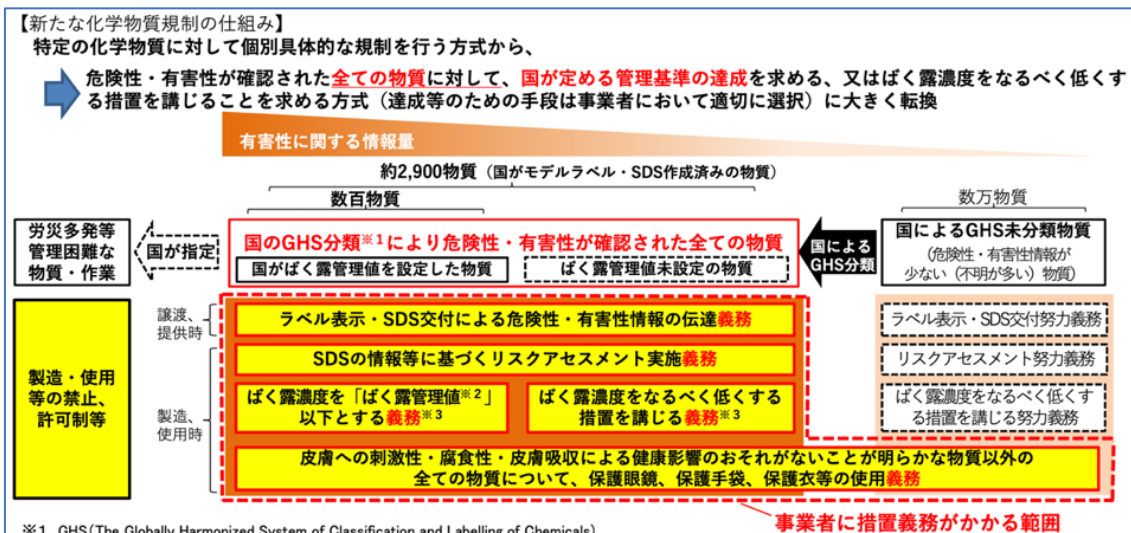 【新たな化学物質規制の仕組み】
特定の化学物質に対して個別具体的な規制を行う方式から、
危険性・有害性が確認された全ての物質に対して、国が定める管理基準の達成を求める、又はばく露濃度をなるべく低くす
る措置を講じることを求める方式（達成等のための手段は事業者において適切に選択）に大きく転換
有害性に関する情報量
約2,900物質（国がモデルラベル・SDS作成済みの物質）
数百物質
数万物質
労災多発等
管理困難な
物質・作業
国が指定
国のGHS分類※1により危険性・有害性が確認された全ての物質
国がばく露管理値を設定した物質
ばく露管理値未設定の物質
国による
GHS分類
国によるGHS未分類物質
（危険性・有害性情報が
少ない（不明が多い）物質）
製造・使用
等の禁止、
許可制等
譲渡、
提供時
ラベル表示・SDS交付による危険性・有害性情報の伝達義務
ラベル表示・SDS交付努力義務
製造、
使用時
SDSの情報等に基づくリスクアセスメント実施義務
リスクアセスメント努力義務
ばく露濃度を「ばく露管理値※2」
以下とする義務※3
ばく露濃度をなるべく低くする
措置を講じる義務※3
ばく露濃度をなるべく低くす
る措置を講じる努力義務
皮膚への刺激性・腐食性・皮膚吸収による健康影響のおそれがないことが明らかな物質以外の
全ての物質について、保護眼鏡、保護手袋、保護衣等の使用義務
事業者に措置義務がかかる範囲
※1 GHS(The Globally Harmonized System of Classification and Labelling of Chemicals)